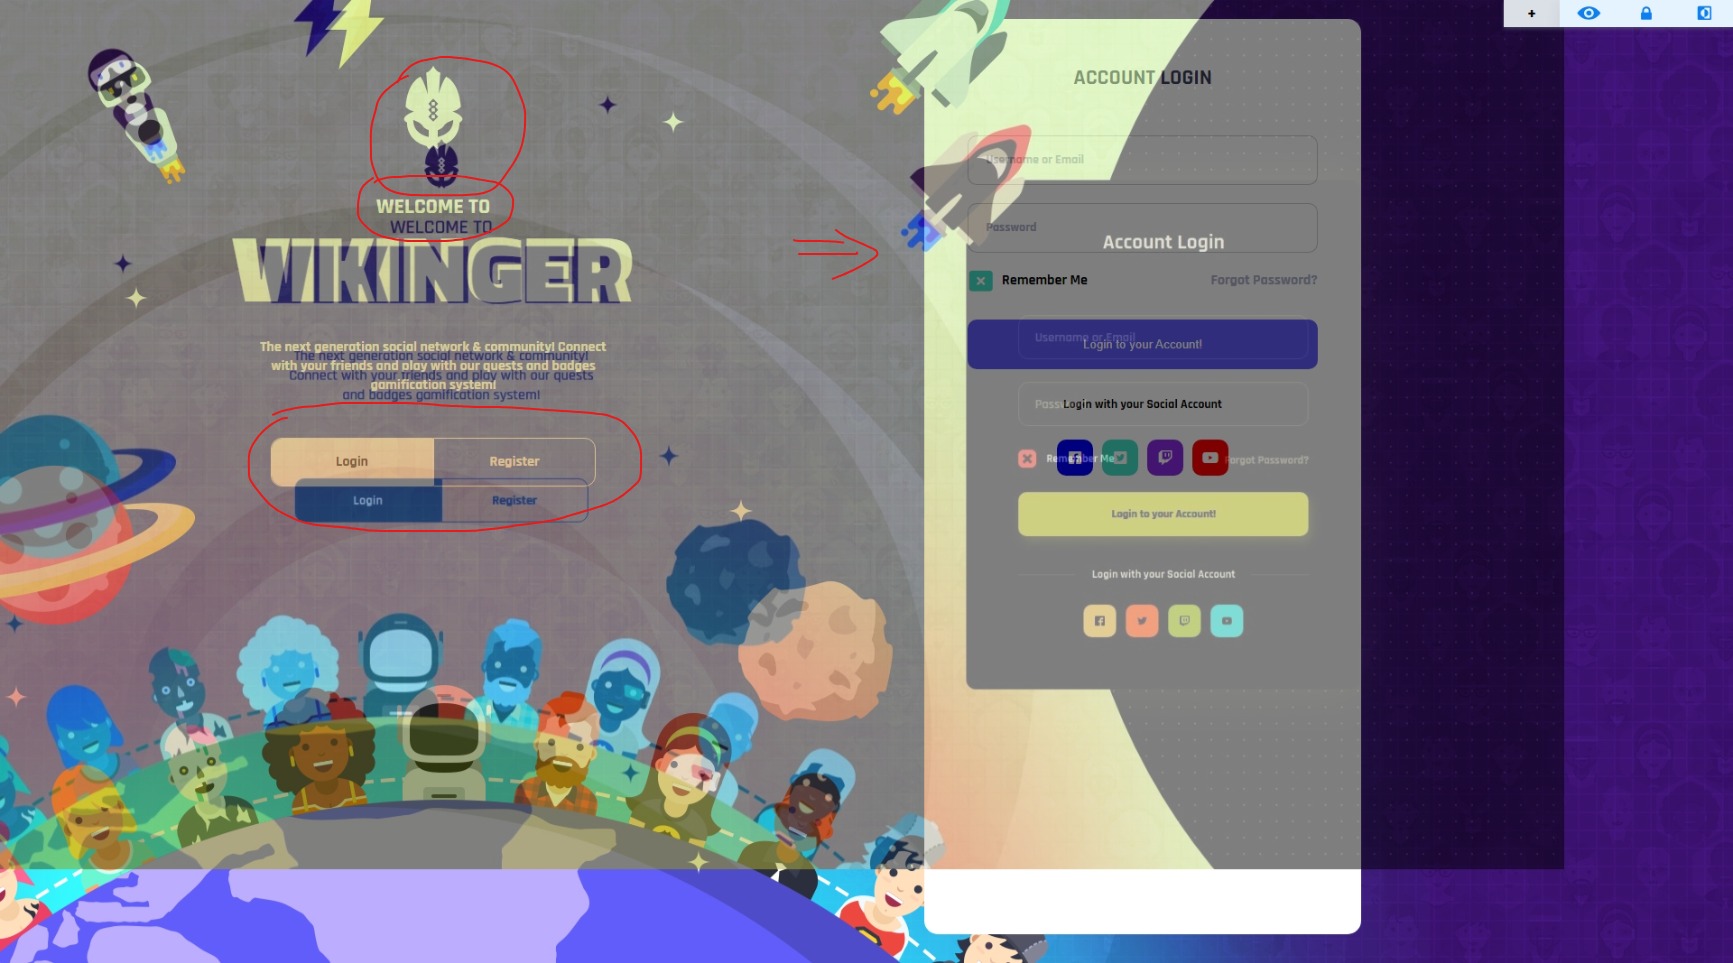 WELCOME TO
WELCOME TO
VIKINGER
The next generation social network & community! Connect
with your friends and play with our quests and badges
gamification system!
The next generation social network & community!
Connect with your friends and play with our quests
and badges gamification system!
Login Register
Login Register
ACCOUNT LOGIN
Username or Email
Password
Account Login
Remember Me Forgot Password?
Username or Email
Login to your Account!
Login with your Social Account
Remember Me Forgot Password?
Login to your Account!
Login with your Social Account